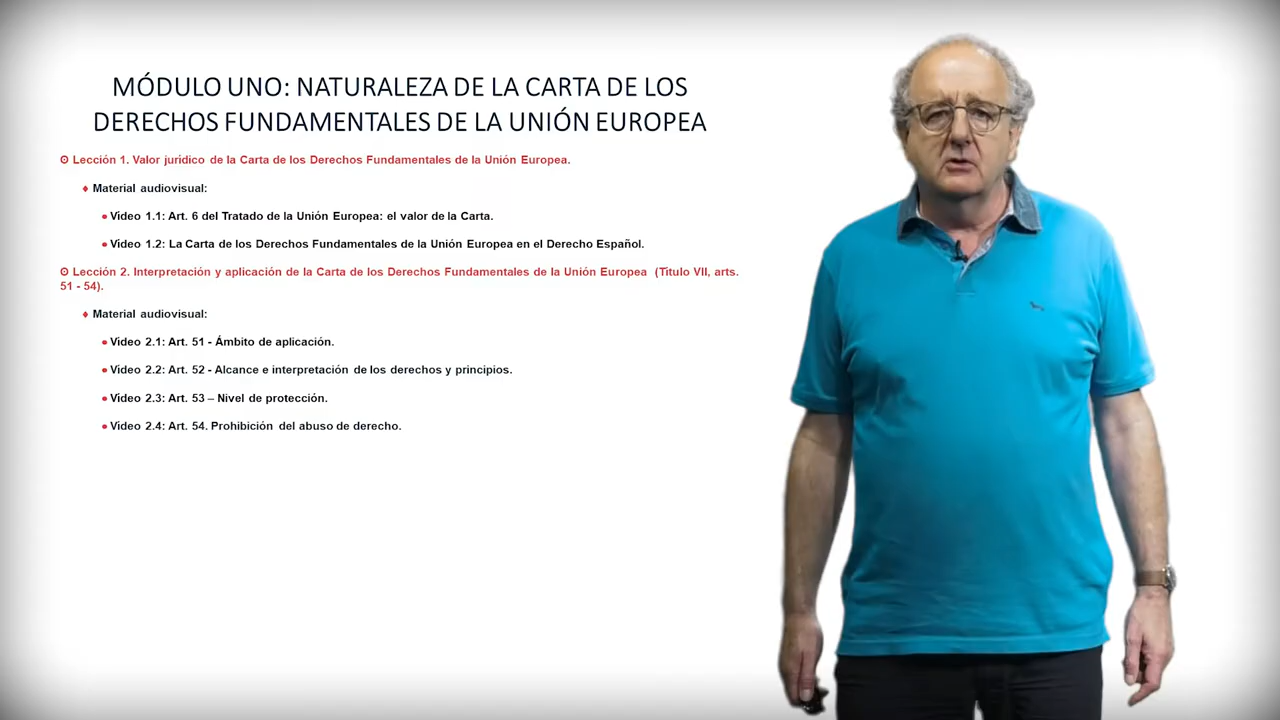 MÓDULO UNO: NATURALEZA DE LA CARTA DE LOS
DERECHOS FUNDAMENTALES DE LA UNIÓN EUROPEA
Lección 1. Valor jurídico de la Carta de los Derechos Fundamentales de la Unión Europea.
Material audiovisual:
Video 1.1: Art. 6 del Tratado de la Unión Europea: el valor de la Carta.
Video 1.2: La Carta de los Derechos Fundamentales de la Unión Europea en el Derecho Español.
Lección 2. Interpretación y aplicación de la Carta de los Derechos Fundamentales de la Unión Europea (Título VII, arts.
51 - 54).
Material audiovisual:
Video 2.1: Art. 51 - Ámbito de aplicación.
Video 2.2: Art. 52 - Alcance e interpretación de los derechos y principios.
Video 2.3: Art. 53 – Nivel de protección.
Video 2.4: Art. 54. Prohibición del abuso de derecho.